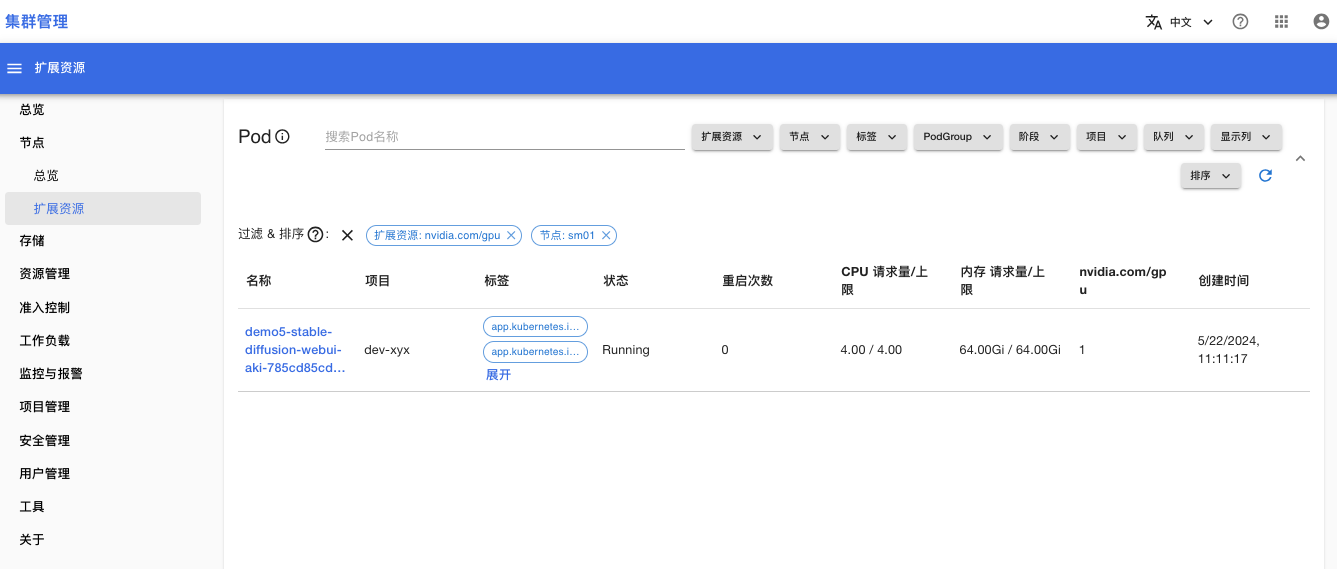 集群管理
中文
扩展资源
总览
节点
总览
扩展资源
存储
资源管理
准入控制
工作负载
监控与报警
项目管理
安全管理
用户管理
工具
关于
Pod
搜索Pod名称
扩展资源
节点
标签
PodGroup
阶段
项目
队列
显示列
排序
过滤 & 排序 :
扩展资源: nvidia.com/gpu
节点: sm01
名称
项目
标签
状态
重启次数
CPU 请求量/上
限
内存 请求量/上
限
nvidia.com/gp
u
创建时间
demo5-stable-
diffusion-webui-
aki-785cd85cd...
dev-xyx
app.kubernetes.i...
app.kubernetes.i...
展开
Running
0
4.00 / 4.00
64.00Gi / 64.00Gi
1
5/22/2024,
11:11:17